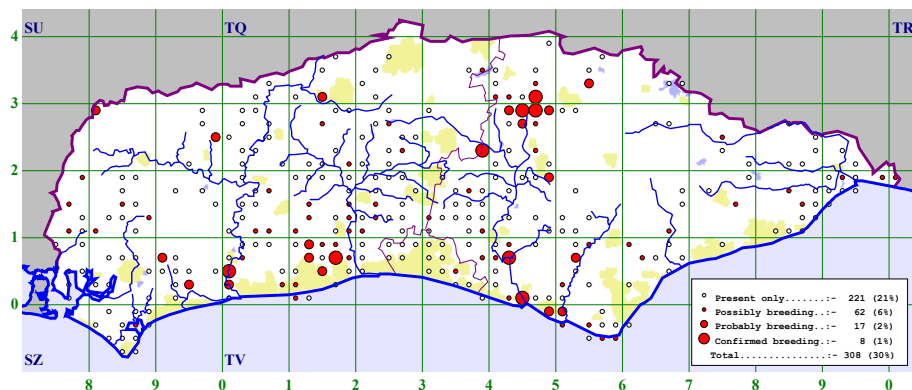 SU TQ TR
4
3
2
1
0
Present only.......:- 221 (21%)
Possibly breeding..:- 62 (6%)
Probably breeding..:- 17 (2%)
Confirmed breeding.:- 8 (1%)
Total..............:- 308 (30%)
SZ TV
8 9 0 1 2 3 4 5 6 7 8 9 0